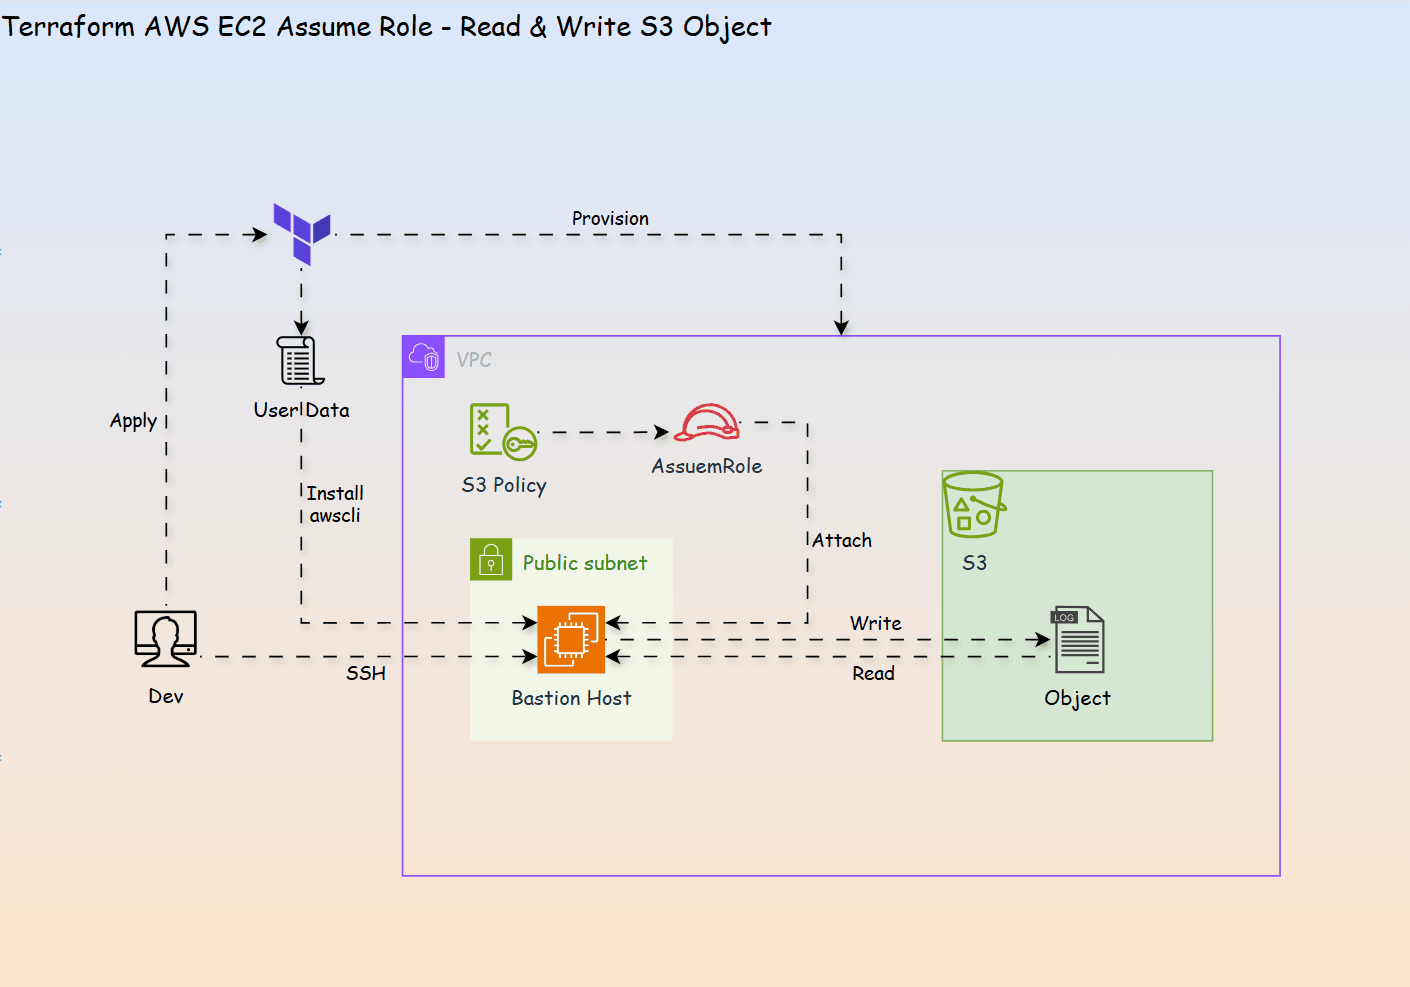 Terraform AWS EC2 Assume Role - Read & Write S3 Object
Provision
VPC
User Data
Apply
AssuemRole
S3 Policy
Install
awscli
Attach
Public subnet
S3
LOG
Write
SSH
Read
Dev
Bastion Host
Object